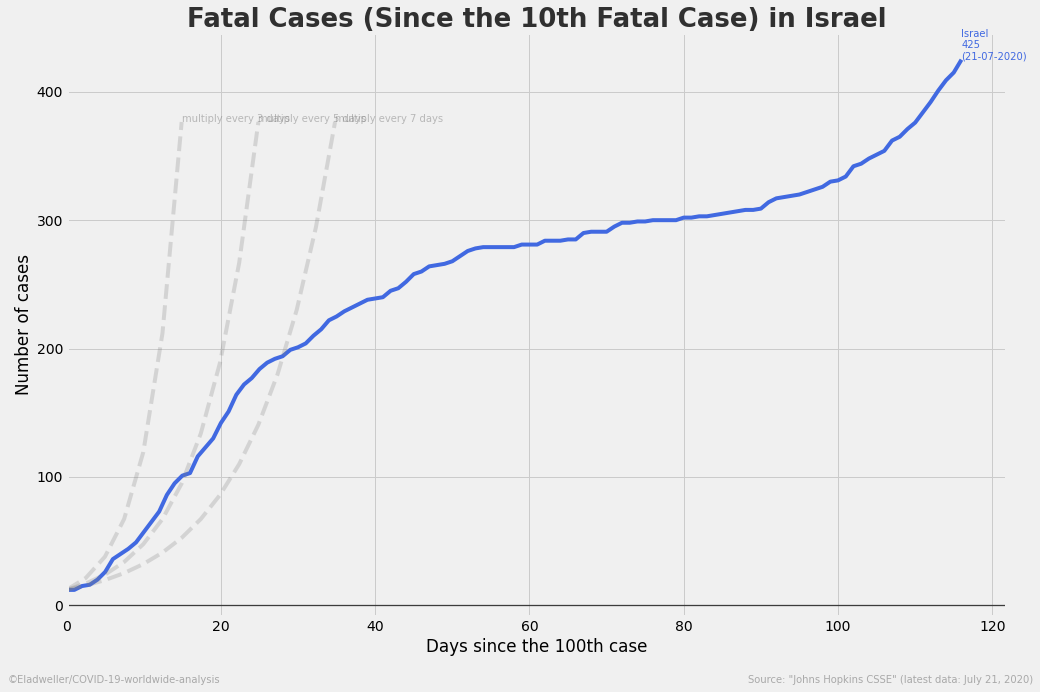 Fatal Cases (Since the 10th Fatal Case) in Israel
Israel
425
(21-07-2020)
multiply every 3 days
multiply every 5 days
multiply every 7 days
Number of cases
400
300
200
100
0
0 20 40 60 80 100 120
Days since the 100th case
©Eladweller/COVID-19-worldwide-analysis
Source: "Johns Hopkins CSSE" (latest data: July 21, 2020)